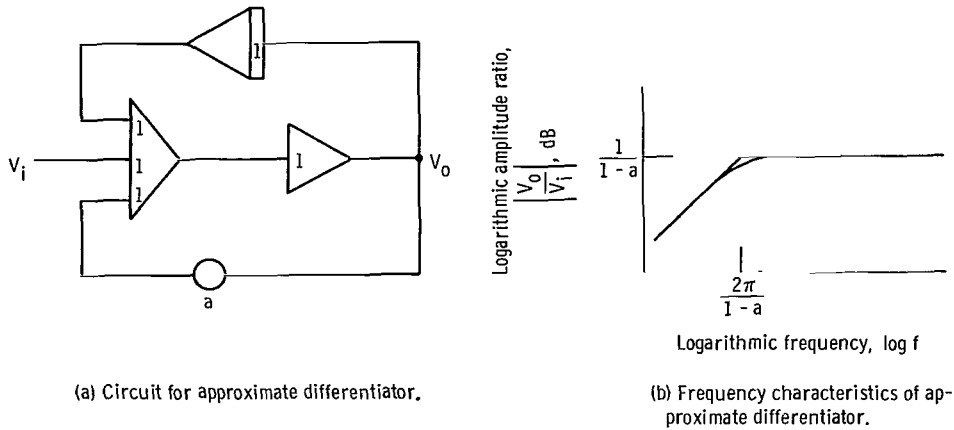 1
1
1
1
1
V_i
V_o
a
(a) Circuit for approximate differentiator.
Logarithmic amplitude ratio,
V_o/V_i, dB
1/(1 - a)
2π/(1 - a)
Logarithmic frequency, log f
(b) Frequency characteristics of ap-
proximate differentiator.